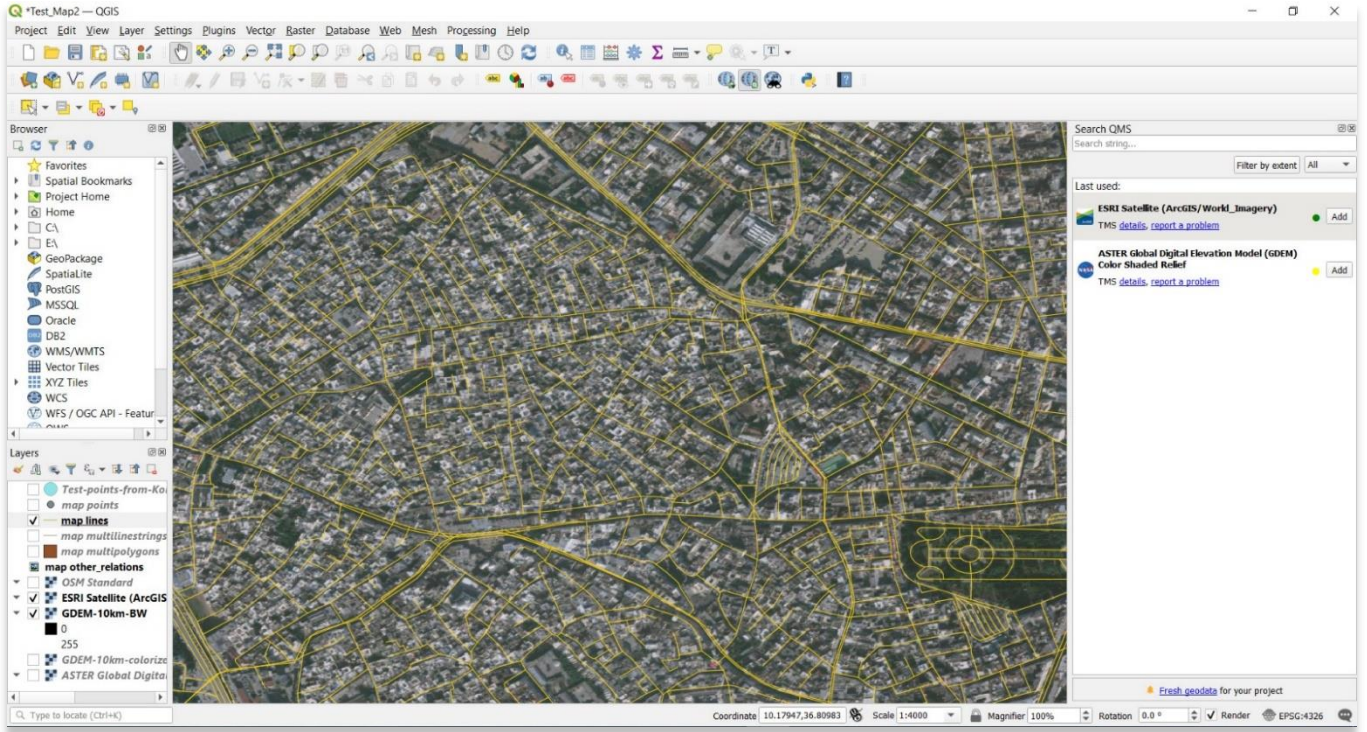 *Test_Map2 — QGIS
Project Edit View Layer Settings Plugins Vector Raster Database Web Mesh Processing Help
Browser
Favorites
Spatial Bookmarks
Project Home
Home
C:\
E:\
GeoPackage
SpatiaLite
PostGIS
MSSQL
Oracle
DB2
WMS/WMTS
Vector Tiles
XYZ Tiles
WCS
WFS / OGC API - Featur
Layers
Test-points-from-Ko
map points
map lines
map multilinestrings
map multipolygons
map other_relations
OSM Standard
ESRI Satellite (ArcGIS
GDEM-10km-BW
0
255
GDEM-10km-colorize
ASTER Global Digita
Search QMS
Search string...
Filter by extent All
Last used:
ESRI Satellite (ArcGIS/World_Imagery)
TMS details, report a problem
Add
ASTER Global Digital Elevation Model (GDEM)
Color Shaded Relief
TMS details, report a problem
Add
Fresh geodata for your project
Type to locate (Ctrl+K)
Coordinate 10.17947,36.80983 Scale 1:4000 Magnifier 100% Rotation 0.0 ° Render EPSG:4326